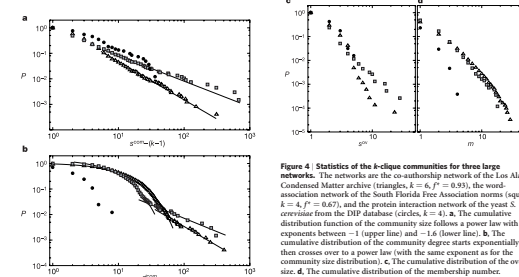 a
10⁰
10⁻¹
P 10⁻²
10⁻³
10⁰ 10¹ 10² 10³
s^com–(k–1)
b
10⁰
10⁻¹
P 10⁻²
10⁻³
10⁻⁴
10⁰ 10¹ 10² 10³
10⁰
10⁻¹
P 10⁻²
10⁻³
10⁻⁴
10⁻⁵
1 10
s^ov
1 10
m
Figure 4 | Statistics of the k-clique communities for three large
networks. The networks are the co-authorship network of the Los Ala
Condensed Matter archive (triangles, k = 6, f* = 0.93), the word-
association network of the South Florida Free Association norms (squ
k = 4, f* = 0.67), and the protein interaction network of the yeast S.
cerevisiae from the DIP database (circles, k = 4). a, The cumulative
distribution function of the community size follows a power law with
exponents between −1 (upper line) and −1.6 (lower line). b, The
cumulative distribution of the community degree starts exponentially
then crosses over to a power law (with the same exponent as for the
community size distribution). c, The cumulative distribution of the ov
size. d, The cumulative distribution of the membership number.